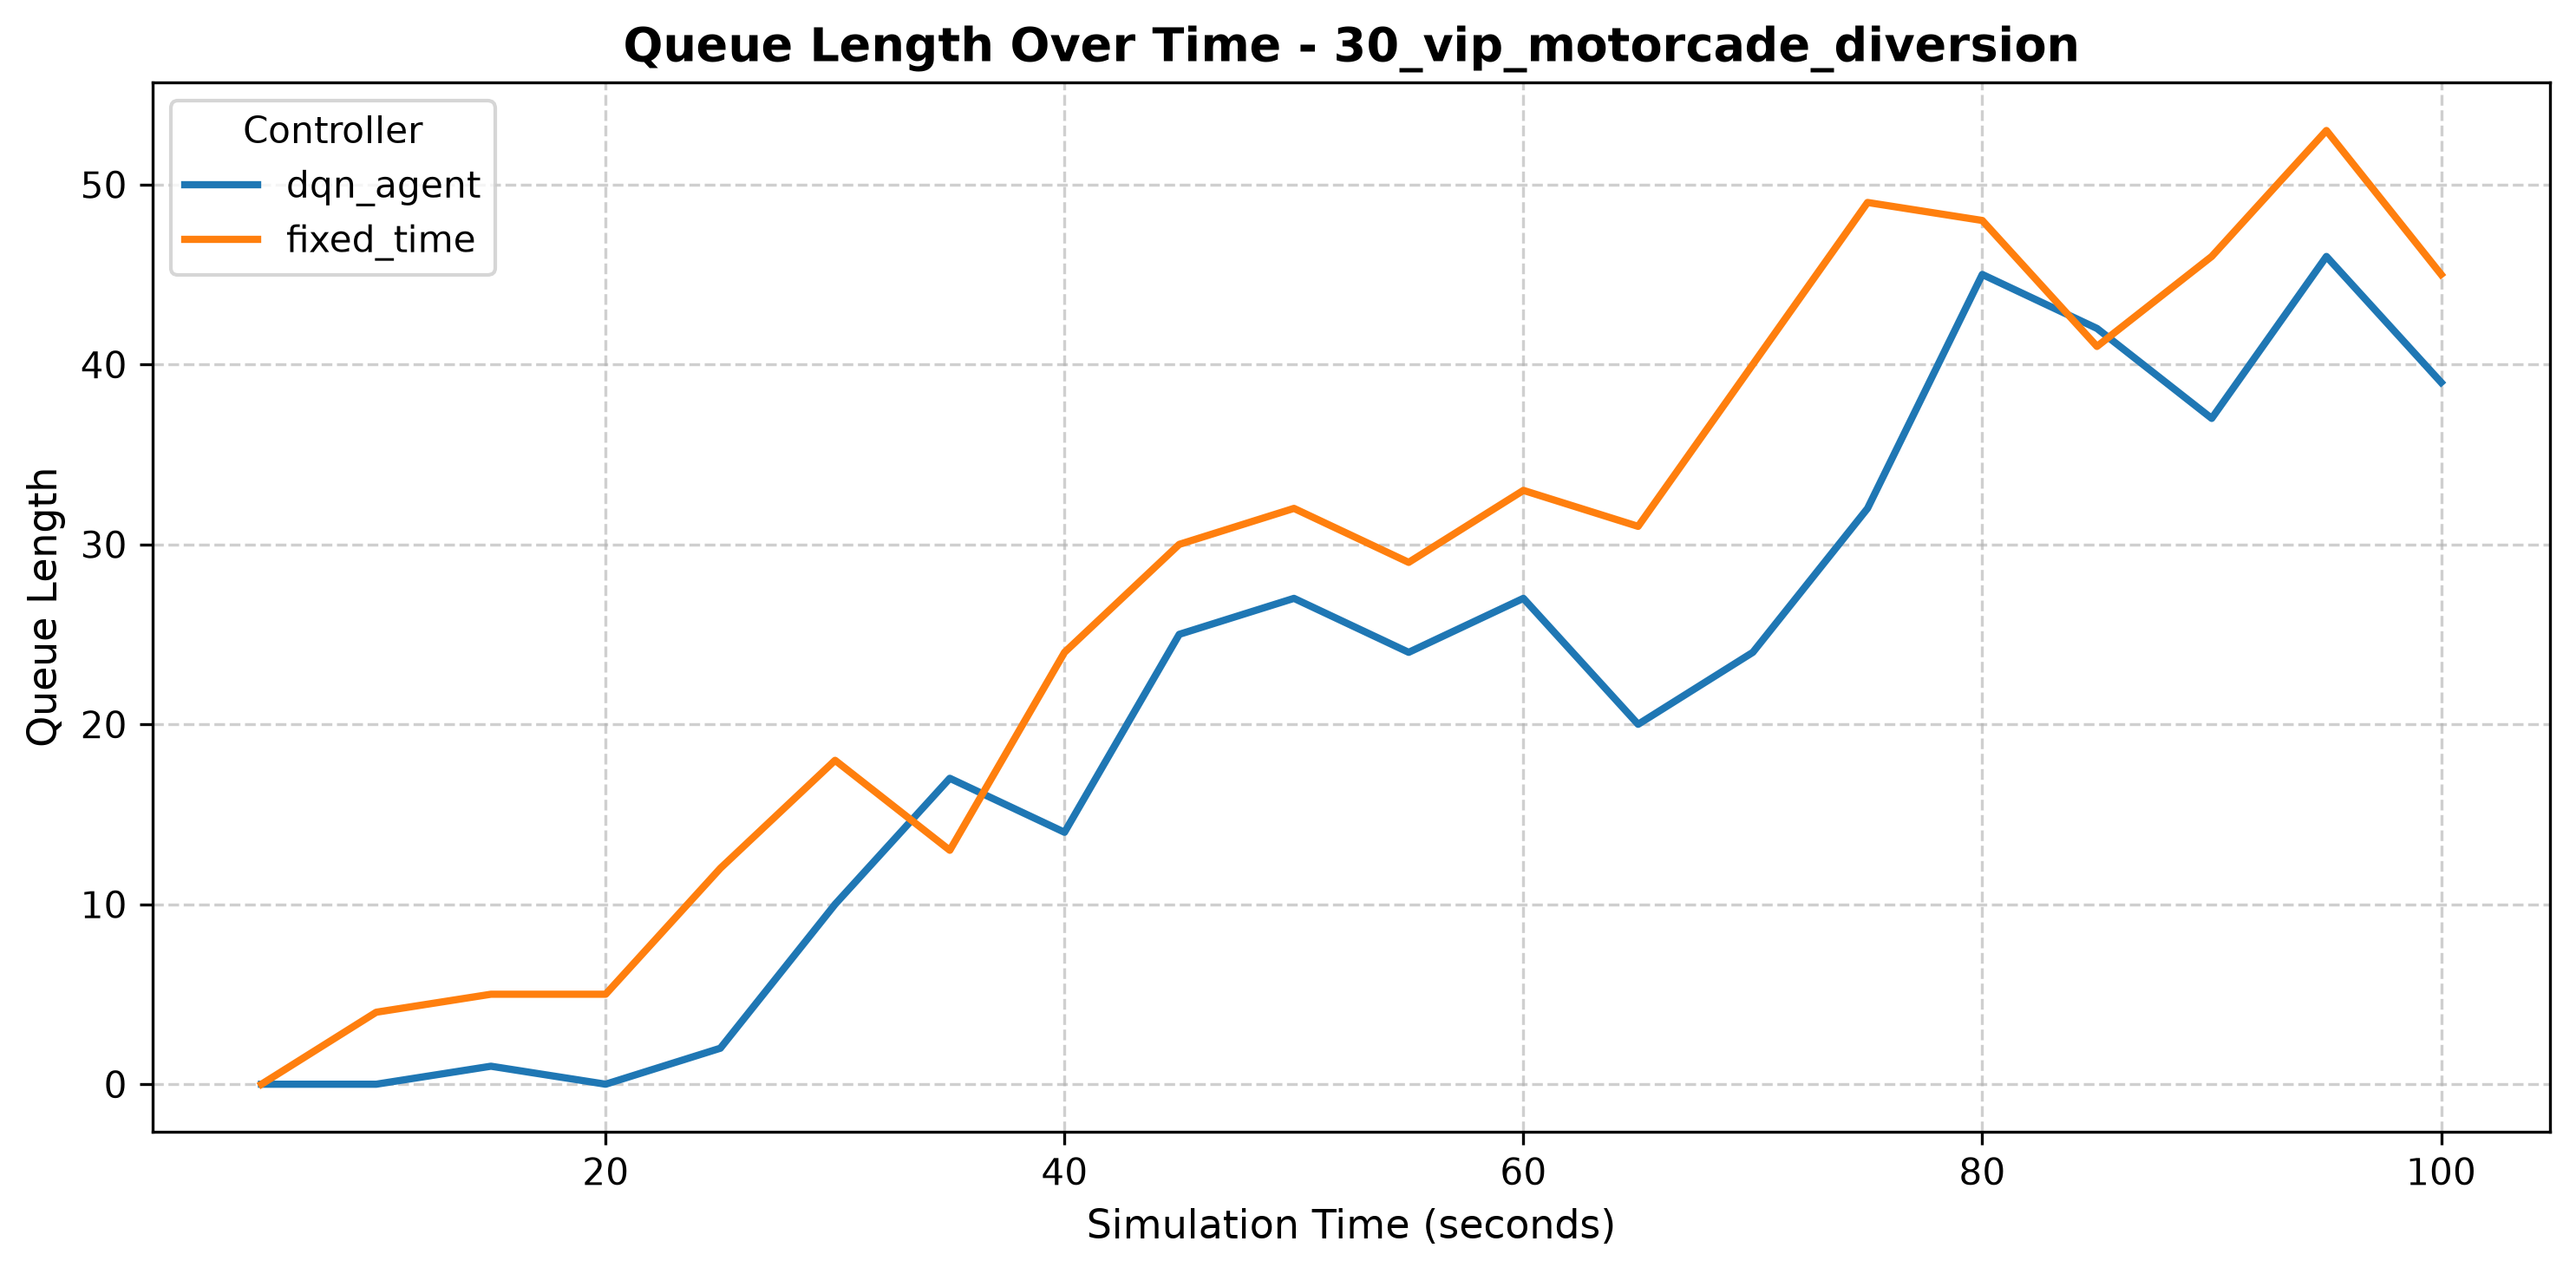 Queue Length Over Time - 30_vip_motorcade_diversion
Controller
dqn_agent
fixed_time
Queue Length
50
40
30
20
10
0
20 40 60 80 100
Simulation Time (seconds)